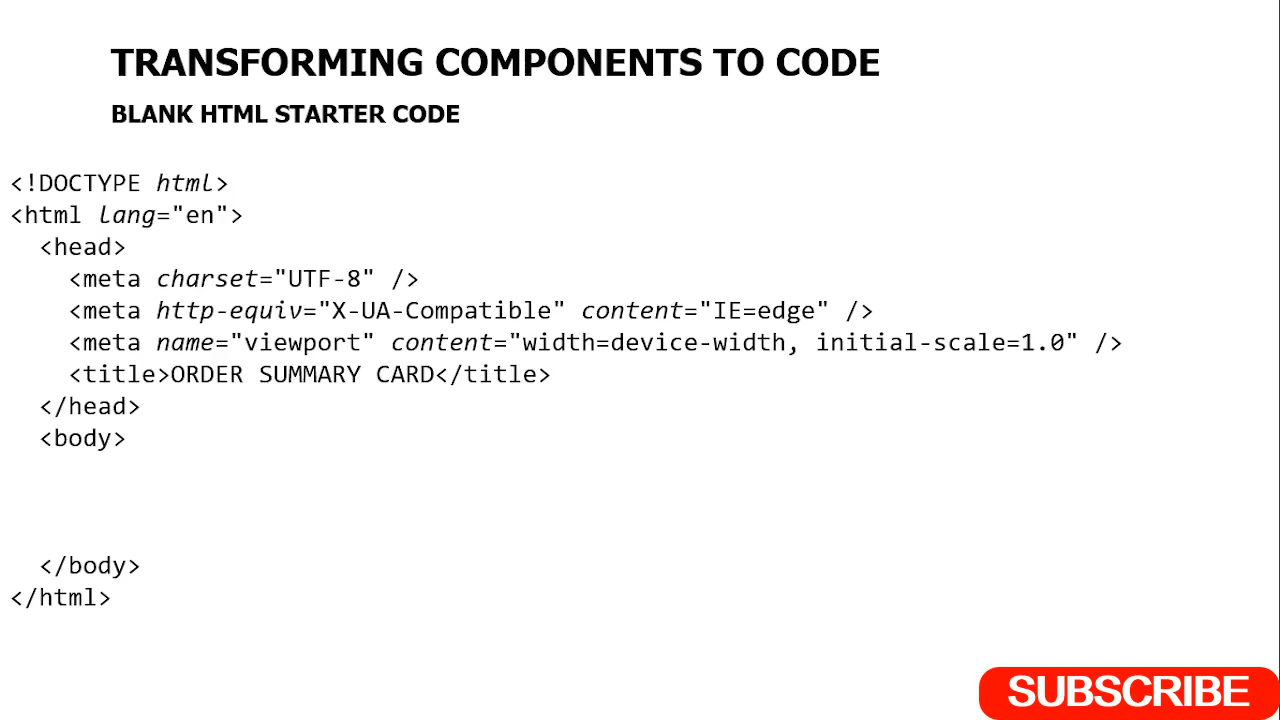 TRANSFORMING COMPONENTS TO CODE
BLANK HTML STARTER CODE
<!DOCTYPE html>
<html lang="en">
<head>
<meta charset="UTF-8" />
<meta http-equiv="X-UA-Compatible" content="IE=edge" />
<meta name="viewport" content="width=device-width, initial-scale=1.0" />
<title>ORDER SUMMARY CARD</title>
</head>
<body>
</body>
</html>
SUBSCRIBE